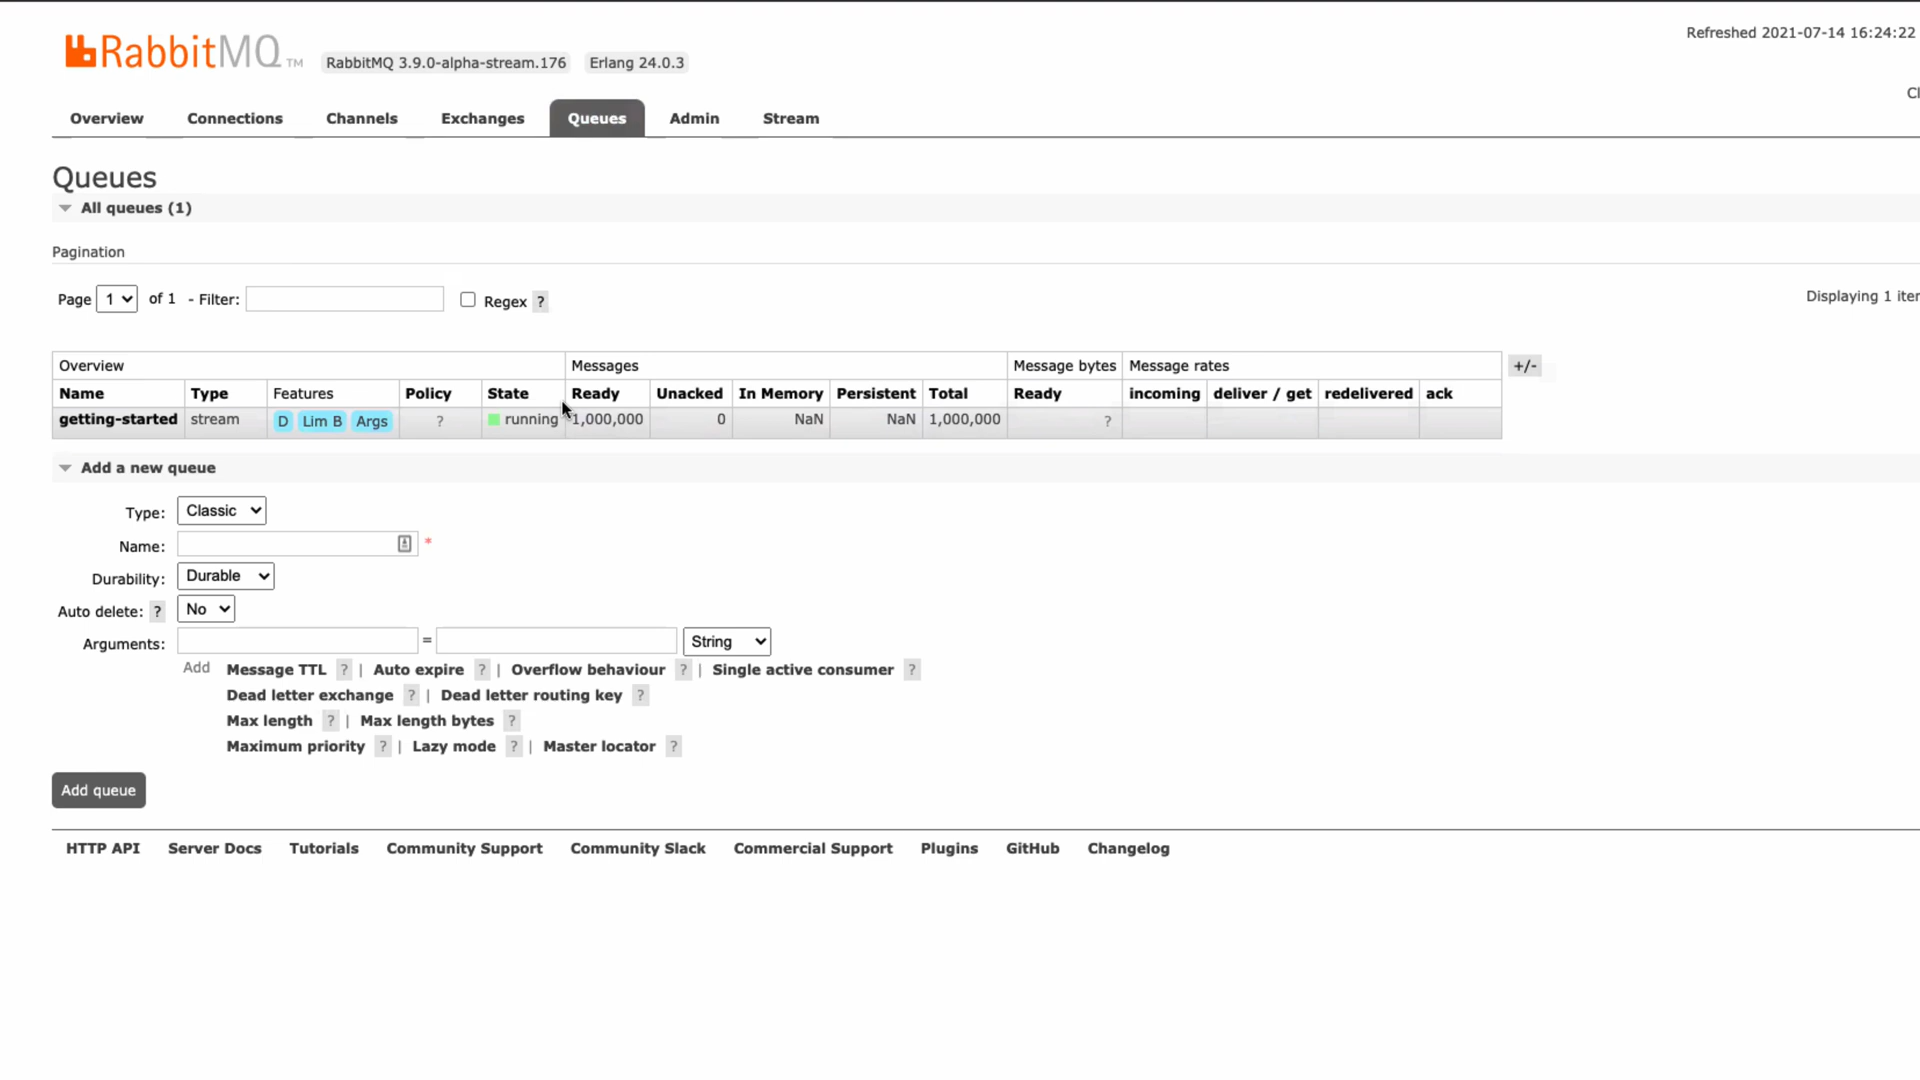 Refreshed 2021-07-14 16:24:22
RabbitMQ TM RabbitMQ 3.9.0-alpha-stream.176 Erlang 24.0.3
Overview Connections Channels Exchanges Queues Admin Stream
Queues
All queues (1)
Pagination
Page 1 of 1 - Filter: Regex ?
Displaying 1
Overview Messages Message bytes Message rates +/-
Name Type Features Policy State Ready Unacked In Memory Persistent Total Ready incoming deliver / get redelivered ack
getting-started stream D Lim B Args ? running 1,000,000 0 NaN NaN 1,000,000 ?
Add a new queue
Type: Classic
Name: *
Durability: Durable
Auto delete: ? No
Arguments: = String
Add Message TTL ? | Auto expire ? | Overflow behaviour ? | Single active consumer ?
Dead letter exchange ? | Dead letter routing key ?
Max length ? | Max length bytes ?
Maximum priority ? | Lazy mode ? | Master locator ?
Add queue
HTTP API Server Docs Tutorials Community Support Community Slack Commercial Support Plugins GitHub Changelog